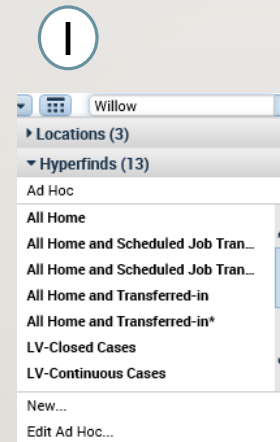 I
Willow
Locations (3)
Hyperfinds (13)
Ad Hoc
All Home
All Home and Scheduled Job Tran...
All Home and Scheduled Job Tran...
All Home and Transferred-in
All Home and Transferred-in*
LV-Closed Cases
LV-Continuous Cases
New...
Edit Ad Hoc...